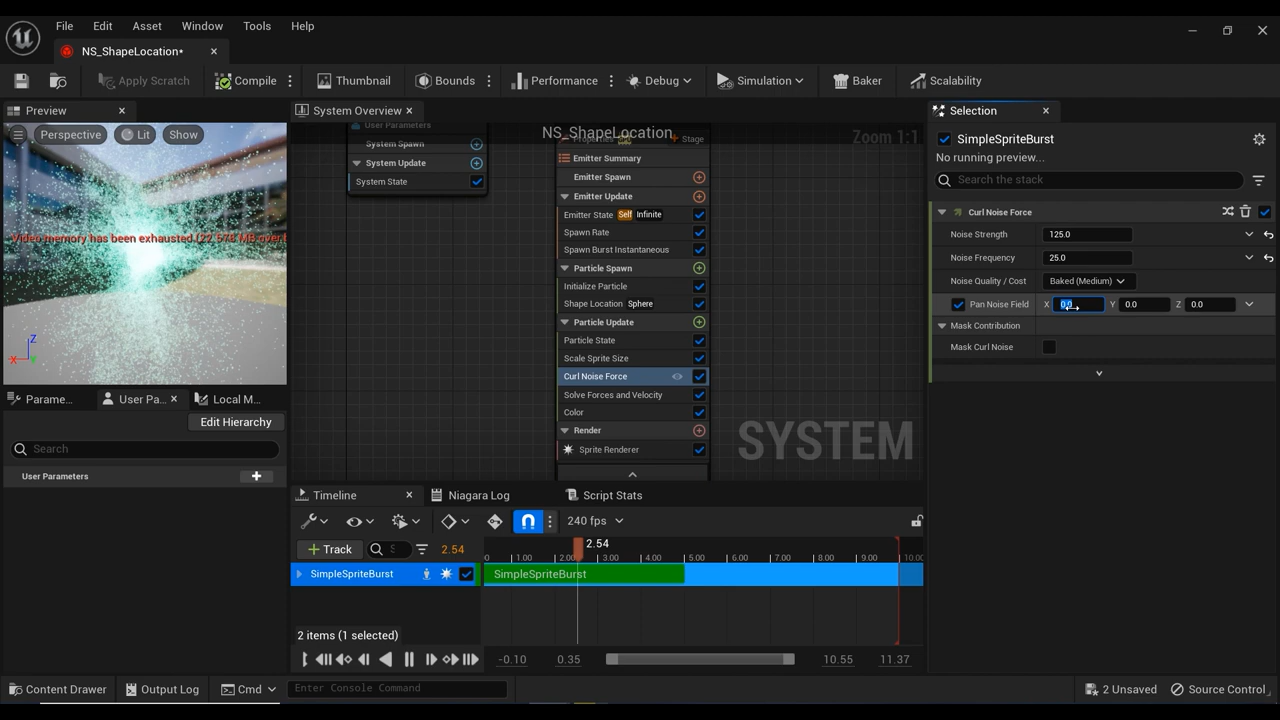 File Edit Asset Window Tools Help
NS_ShapeLocation*
Apply Scratch Compile Thumbnail Bounds Performance Debug Simulation Baker Scalability
Preview
Perspective Lit Show
Video memory has been exhausted (22.578 MB over
Z
X Y
Parame... User Pa... Local M...
Edit Hierarchy
Search
User Parameters
System Overview
NS_ShapeLocation
Zoom 1:1
User Parameters
System Spawn
System Update
System State
Properties Stage
Emitter Summary
Emitter Spawn
Emitter Update
Emitter State Self Infinite
Spawn Rate
Spawn Burst Instantaneous
Particle Spawn
Initialize Particle
Shape Location Sphere
Particle Update
Particle State
Scale Sprite Size
Curl Noise Force
Solve Forces and Velocity
Color
Render
Sprite Renderer
SYSTEM
Timeline Niagara Log Script Stats
240 fps
+ Track S 2.54
2.54
0 1.00 2.00 3.00 4.00 5.00 6.00 7.00 8.00 9.00 10.00
SimpleSpriteBurst SimpleSpriteBurst
2 items (1 selected)
-0.10 0.35 10.55 11.37
Selection
SimpleSpriteBurst
No running preview...
Search the stack
Curl Noise Force
Noise Strength 125.0
Noise Frequency 25.0
Noise Quality / Cost Baked (Medium)
Pan Noise Field X 0.0 Y 0.0 Z 0.0
Mask Contribution
Mask Curl Noise
Content Drawer Output Log Cmd Enter Console Command 2 Unsaved Source Control